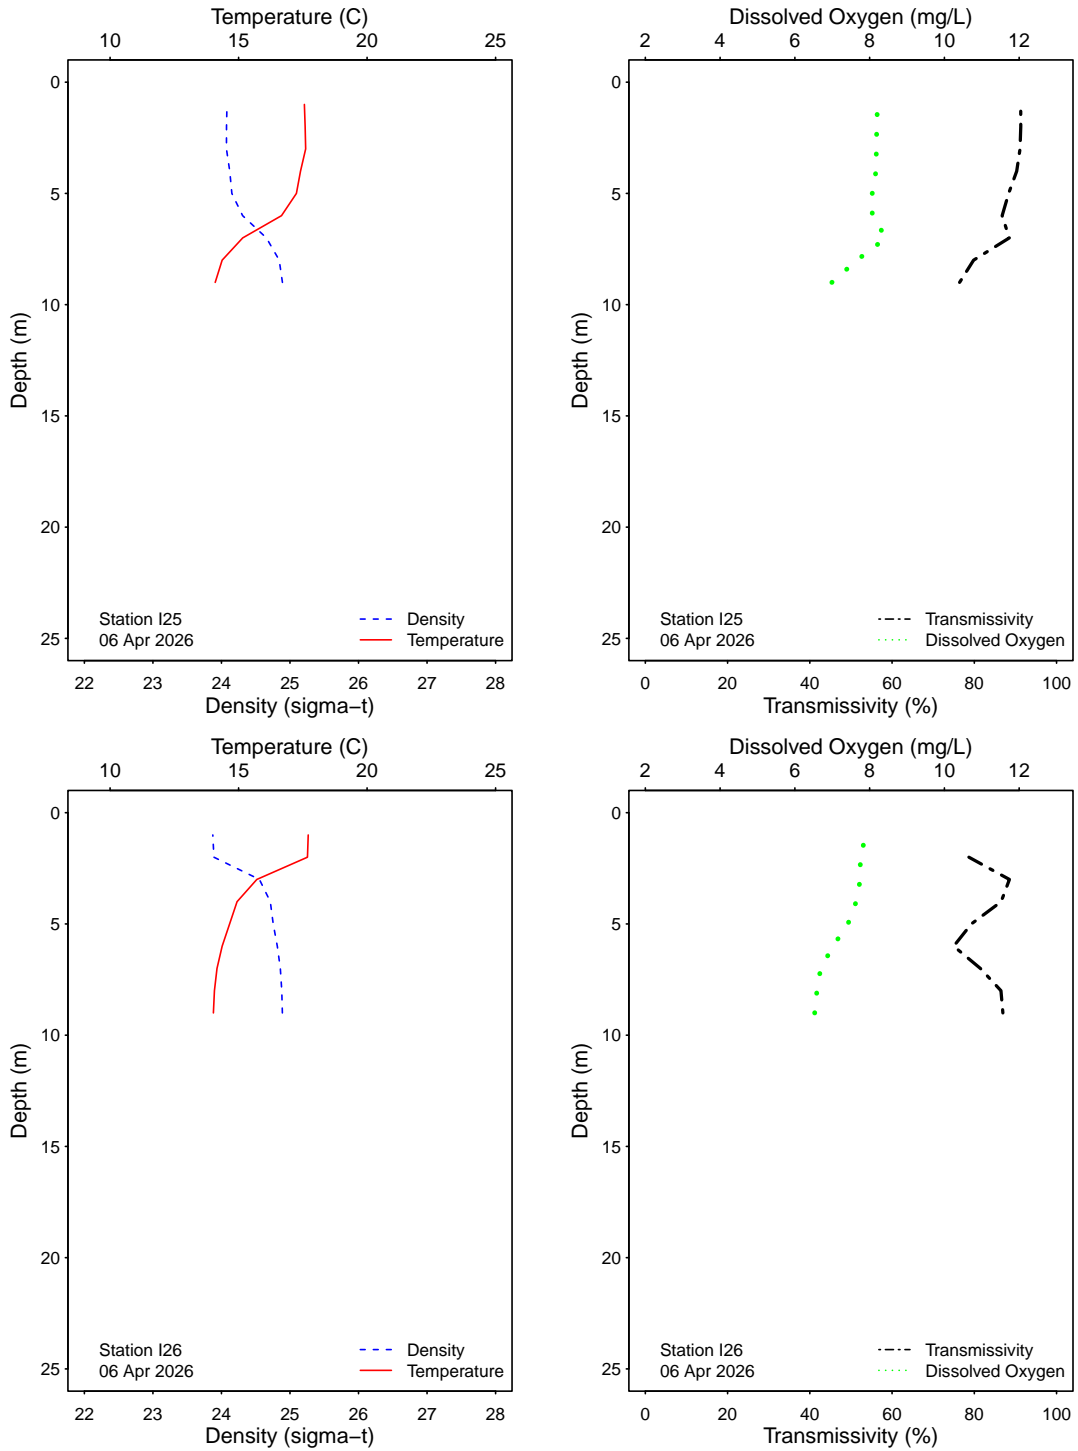 Temperature (C)
10 15 20 25
0
5
10
15
20
25
Depth (m)
Station I25
06 Apr 2026
Density
Temperature
22 23 24 25 26 27 28
Density (sigma−t)
Dissolved Oxygen (mg/L)
2 4 6 8 10 12
0
5
10
15
20
25
Depth (m)
Station I25
06 Apr 2026
Transmissivity
Dissolved Oxygen
0 20 40 60 80 100
Transmissivity (%)
Temperature (C)
10 15 20 25
0
5
10
15
20
25
Depth (m)
Station I26
06 Apr 2026
Density
Temperature
22 23 24 25 26 27 28
Density (sigma−t)
Dissolved Oxygen (mg/L)
2 4 6 8 10 12
0
5
10
15
20
25
Depth (m)
Station I26
06 Apr 2026
Transmissivity
Dissolved Oxygen
0 20 40 60 80 100
Transmissivity (%)